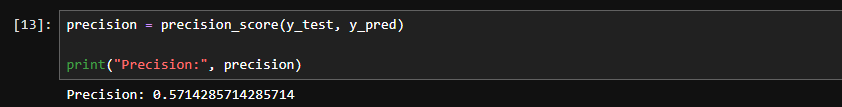 [13]: precision = precision_score(y_test, y_pred)
print("Precision:", precision)
Precision: 0.5714285714285714